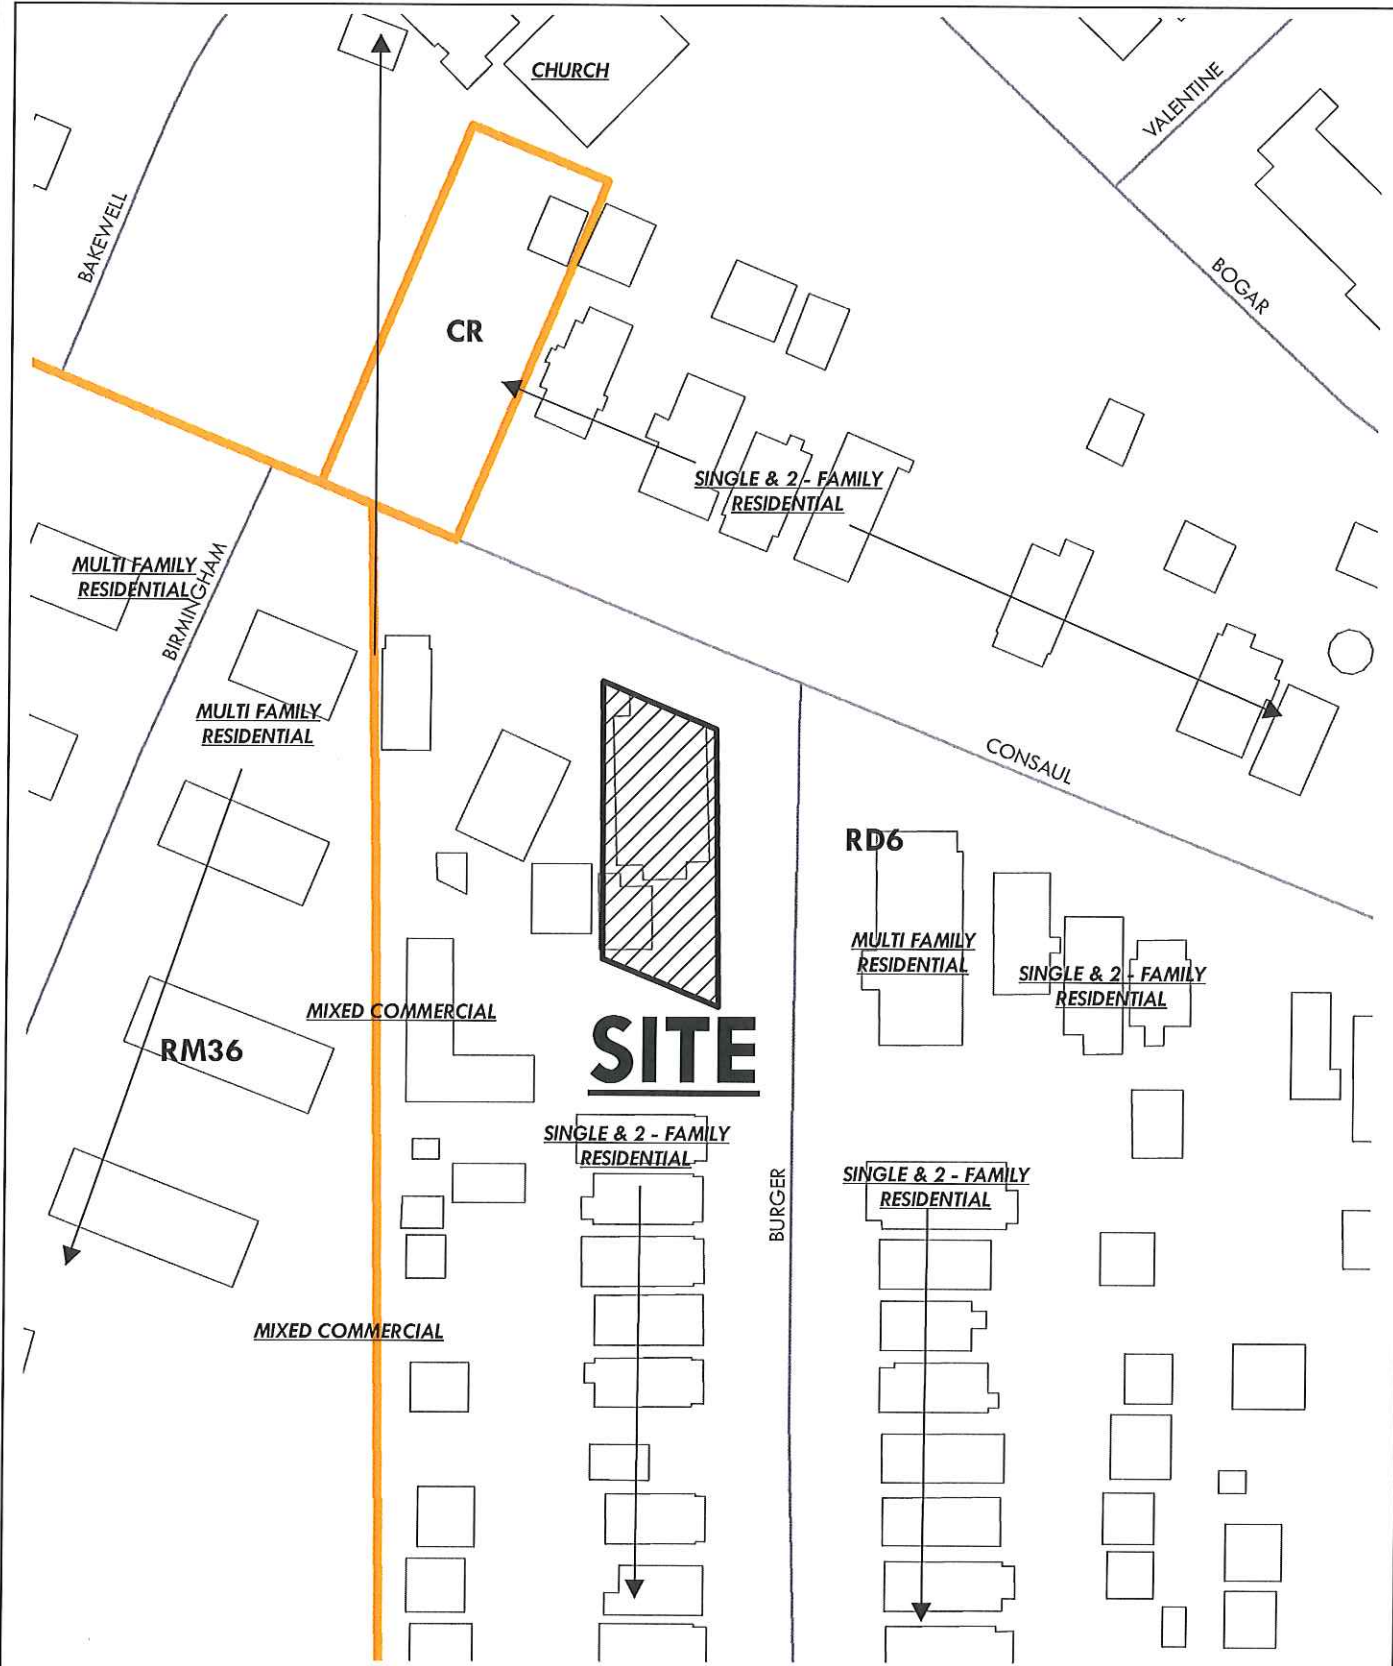 CHURCH
VALENTINE
BAKEWELL
BOGAR
CR
SINGLE & 2 - FAMILY
RESIDENTIAL
MULTI FAMILY
RESIDENTIAL
BIRMINGHAM
MULTI FAMILY
RESIDENTIAL
CONSAUL
RD6
MULTI FAMILY
RESIDENTIAL
SINGLE & 2 - FAMILY
RESIDENTIAL
MIXED COMMERCIAL
RM36
SITE
SINGLE & 2 - FAMILY
RESIDENTIAL
SINGLE & 2 - FAMILY
RESIDENTIAL
BURGER
MIXED COMMERCIAL